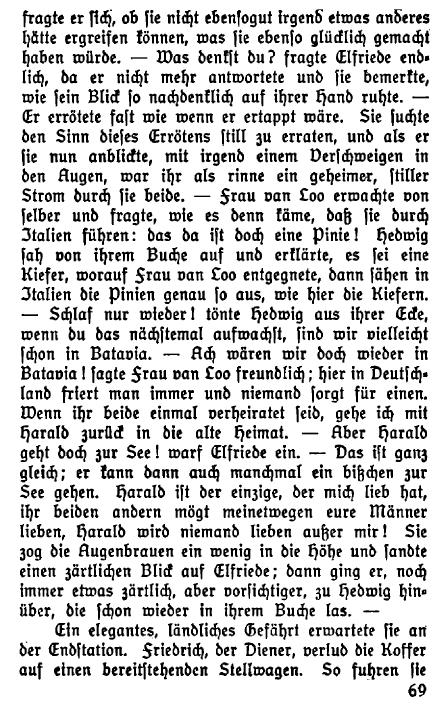 fragte er sich, ob sie nicht ebensogut irgend etwas anderes
hätte ergreifen können, was sie ebenso glücklich gemacht
haben würde. — Was denkst du? fragte Elfriede end-
lich, da er nicht mehr antwortete und sie bemerkte,
wie sein Blick so nachdenklich auf ihrer Hand ruhte. —
Er errötete fast wie wenn er ertappt wäre. Sie suchte
den Sinn dieses Errötens still zu erraten, und als er
sie nun anblickte, mit irgend einem Verschweigen in
den Augen, war ihr als rinne ein geheimer, stiller
Strom durch sie beide. — Frau van Loo erwachte von
selber und fragte, wie es denn käme, daß sie durch
Italien führen: das da ist doch eine Pinie! Hedwig
sah von ihrem Buche auf und erklärte, es sei eine
Kiefer, worauf Frau van Loo entgegnete, dann sähen in
Italien die Pinien genau so aus, wie hier die Kiefern.
— Schlaf nur wieder! tönte Hedwig aus ihrer Ecke,
wenn du das nächstemal aufwachst, sind wir vielleicht
schon in Batavia. — Ach wären wir doch wieder in
Batavia! sagte Frau van Loo freundlich; hier in Deutsch-
land friert man immer und niemand sorgt für einen.
Wenn ihr beide einmal verheiratet seid, gehe ich mit
Harald zurück in die alte Heimat. — Aber Harald
geht doch zur See! warf Elfriede ein. — Das ist ganz
gleich; er kann dann auch manchmal ein bißchen zur
See gehen. Harald ist der einzige, der mich lieb hat,
ihr beiden andern mögt meinetwegen eure Männer
lieben, Harald wird niemand lieben außer mir! Sie
zog die Augenbrauen ein wenig in die Höhe und sandte
einen zärtlichen Blick auf Elfriede; dann ging er, noch
immer etwas zärtlich, aber vorsichtiger, zu Hedwig hin-
über, die schon wieder in ihrem Buche las. —
Ein elegantes, ländliches Gefährt erwartete sie an
der Endstation. Friedrich, der Diener, verlud die Koffer
auf einen bereitstehenden Stellwagen. So fuhren sie
69